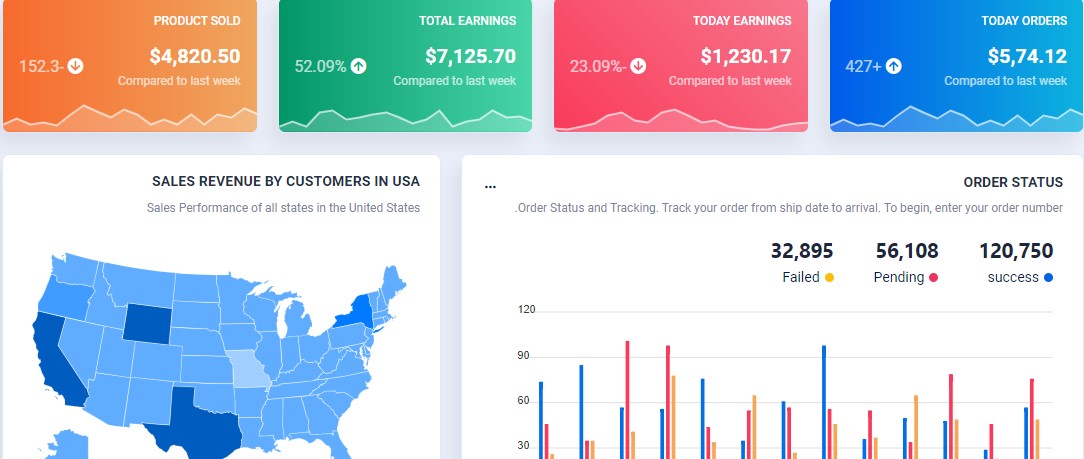 TODAY ORDERS
$5,74.12
427+
Compared to last week
TODAY EARNINGS
$1,230.17
23.09%-
Compared to last week
TOTAL EARNINGS
$7,125.70
52.09%
Compared to last week
PRODUCT SOLD
$4,820.50
152.3-
Compared to last week
ORDER STATUS
...
.Order Status and Tracking. Track your order from ship date to arrival. To begin, enter your order number
120,750
success
56,108
Pending
32,895
Failed
120
90
60
30
SALES REVENUE BY CUSTOMERS IN USA
Sales Performance of all states in the United States